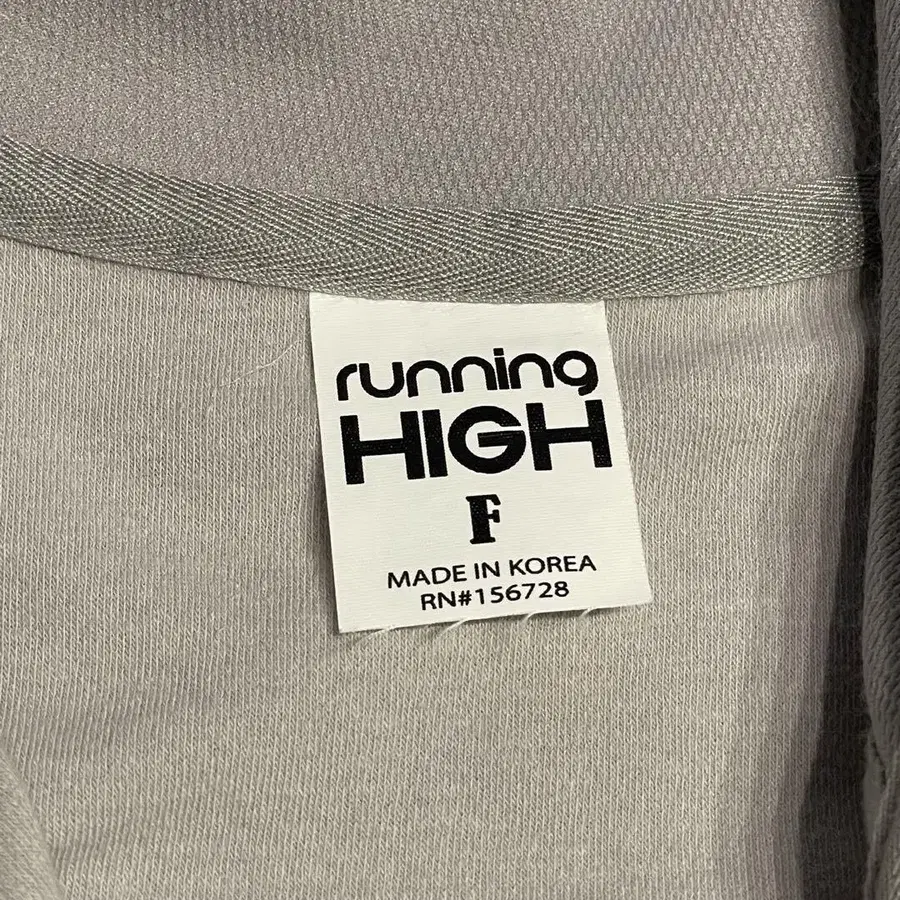 running
HIGH
F
MADE IN KOREA
RN#156728